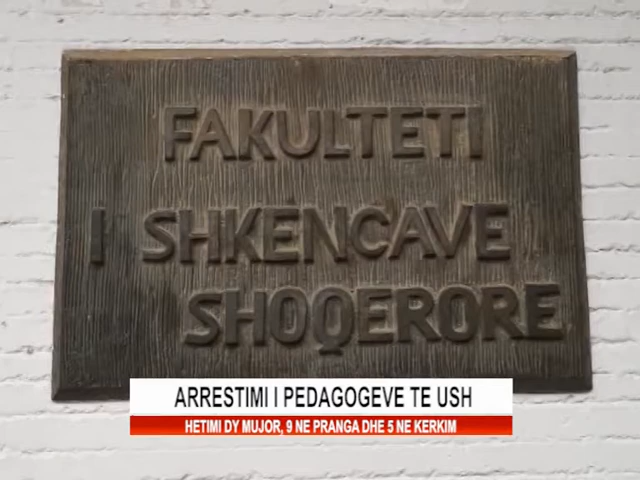 FAKULTETI
I SHKENCAVE
SHOQERORE
ARRESTIMI I PEDAGOGEVE TE USH
HETIMI DY MUJOR, 9 NE PRANGA DHE 5 NE KERKIM